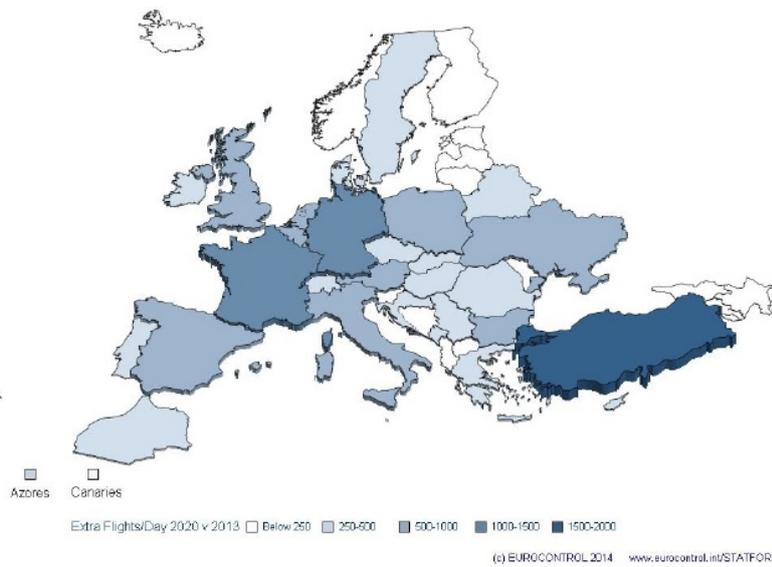 Azores Canaries
Extra Flights/Day 2020 v 2013 Below 250 250-500 500-1000 1000-1500 1500-2000
(c) EUROCONTROL 2014 www.eurocontrol.int/STATFOR